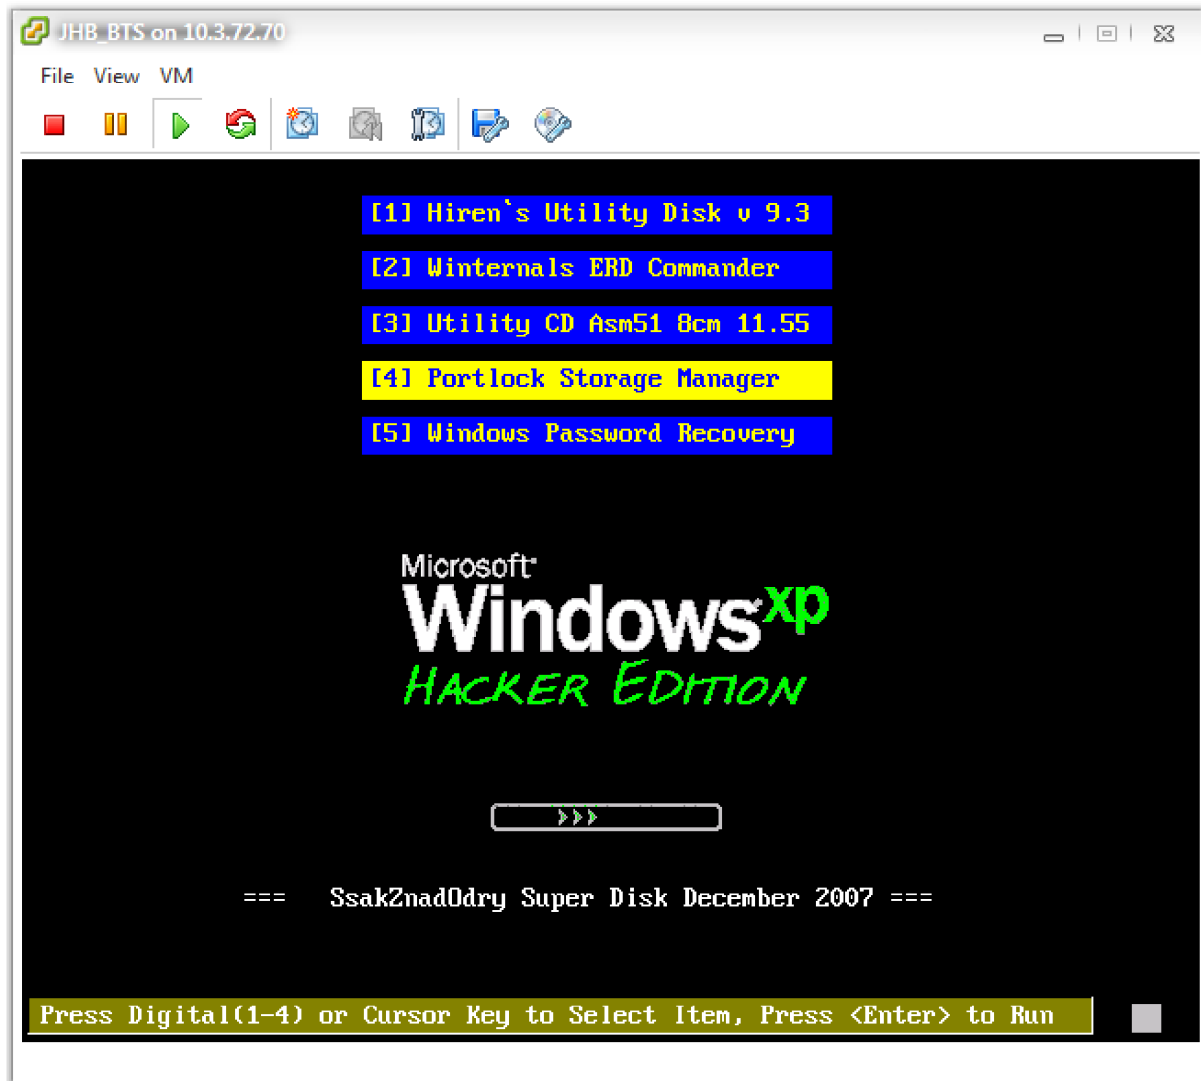 JHB_BTS on 10.3.72.70
File View VM
[1] Hiren`s Utility Disk v 9.3
[2] Winternals ERD Commander
[3] Utility CD Asm51 8cm 11.55
[4] Portlock Storage Manager
[5] Windows Password Recovery
Microsoft
Windows xp
HACKER EDITION
=== SsakZnadOdry Super Disk December 2007 ===
Press Digital(1-4) or Cursor Key to Select Item, Press <Enter> to Run